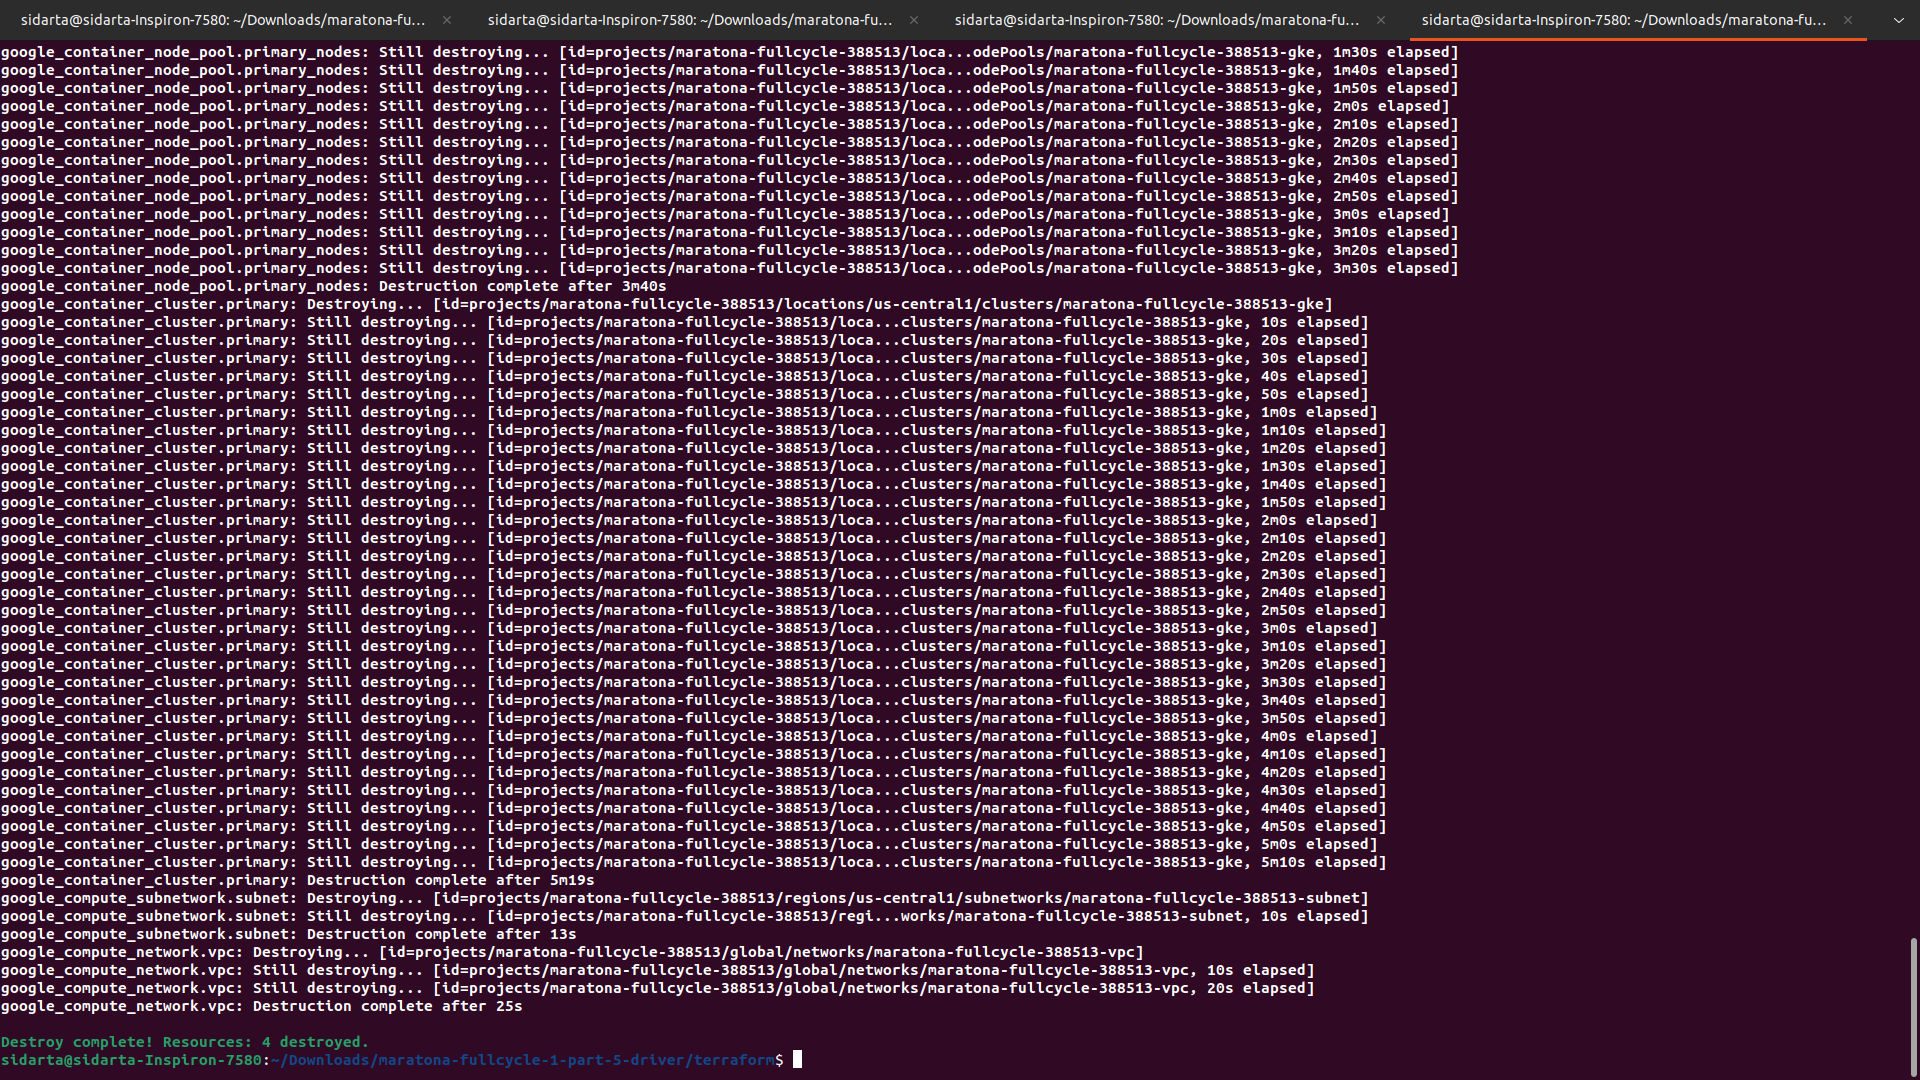 sidarta@sidarta-Inspiron-7580: ~/Downloads/maratona-fu... × sidarta@sidarta-Inspiron-7580: ~/Downloads/maratona-fu... × sidarta@sidarta-Inspiron-7580: ~/Downloads/maratona-fu... × sidarta@sidarta-Inspiron-7580: ~/Downloads/maratona-fu... ×
google_container_node_pool.primary_nodes: Still destroying... [id=projects/maratona-fullcycle-388513/loca...odePools/maratona-fullcycle-388513-gke, 1m30s elapsed]
google_container_node_pool.primary_nodes: Still destroying... [id=projects/maratona-fullcycle-388513/loca...odePools/maratona-fullcycle-388513-gke, 1m40s elapsed]
google_container_node_pool.primary_nodes: Still destroying... [id=projects/maratona-fullcycle-388513/loca...odePools/maratona-fullcycle-388513-gke, 1m50s elapsed]
google_container_node_pool.primary_nodes: Still destroying... [id=projects/maratona-fullcycle-388513/loca...odePools/maratona-fullcycle-388513-gke, 2m0s elapsed]
google_container_node_pool.primary_nodes: Still destroying... [id=projects/maratona-fullcycle-388513/loca...odePools/maratona-fullcycle-388513-gke, 2m10s elapsed]
google_container_node_pool.primary_nodes: Still destroying... [id=projects/maratona-fullcycle-388513/loca...odePools/maratona-fullcycle-388513-gke, 2m20s elapsed]
google_container_node_pool.primary_nodes: Still destroying... [id=projects/maratona-fullcycle-388513/loca...odePools/maratona-fullcycle-388513-gke, 2m30s elapsed]
google_container_node_pool.primary_nodes: Still destroying... [id=projects/maratona-fullcycle-388513/loca...odePools/maratona-fullcycle-388513-gke, 2m40s elapsed]
google_container_node_pool.primary_nodes: Still destroying... [id=projects/maratona-fullcycle-388513/loca...odePools/maratona-fullcycle-388513-gke, 2m50s elapsed]
google_container_node_pool.primary_nodes: Still destroying... [id=projects/maratona-fullcycle-388513/loca...odePools/maratona-fullcycle-388513-gke, 3m0s elapsed]
google_container_node_pool.primary_nodes: Still destroying... [id=projects/maratona-fullcycle-388513/loca...odePools/maratona-fullcycle-388513-gke, 3m10s elapsed]
google_container_node_pool.primary_nodes: Still destroying... [id=projects/maratona-fullcycle-388513/loca...odePools/maratona-fullcycle-388513-gke, 3m20s elapsed]
google_container_node_pool.primary_nodes: Still destroying... [id=projects/maratona-fullcycle-388513/loca...odePools/maratona-fullcycle-388513-gke, 3m30s elapsed]
google_container_node_pool.primary_nodes: Destruction complete after 3m40s
google_container_cluster.primary: Destroying... [id=projects/maratona-fullcycle-388513/locations/us-central1/clusters/maratona-fullcycle-388513-gke]
google_container_cluster.primary: Still destroying... [id=projects/maratona-fullcycle-388513/loca...clusters/maratona-fullcycle-388513-gke, 10s elapsed]
google_container_cluster.primary: Still destroying... [id=projects/maratona-fullcycle-388513/loca...clusters/maratona-fullcycle-388513-gke, 20s elapsed]
google_container_cluster.primary: Still destroying... [id=projects/maratona-fullcycle-388513/loca...clusters/maratona-fullcycle-388513-gke, 30s elapsed]
google_container_cluster.primary: Still destroying... [id=projects/maratona-fullcycle-388513/loca...clusters/maratona-fullcycle-388513-gke, 40s elapsed]
google_container_cluster.primary: Still destroying... [id=projects/maratona-fullcycle-388513/loca...clusters/maratona-fullcycle-388513-gke, 50s elapsed]
google_container_cluster.primary: Still destroying... [id=projects/maratona-fullcycle-388513/loca...clusters/maratona-fullcycle-388513-gke, 1m0s elapsed]
google_container_cluster.primary: Still destroying... [id=projects/maratona-fullcycle-388513/loca...clusters/maratona-fullcycle-388513-gke, 1m10s elapsed]
google_container_cluster.primary: Still destroying... [id=projects/maratona-fullcycle-388513/loca...clusters/maratona-fullcycle-388513-gke, 1m20s elapsed]
google_container_cluster.primary: Still destroying... [id=projects/maratona-fullcycle-388513/loca...clusters/maratona-fullcycle-388513-gke, 1m30s elapsed]
google_container_cluster.primary: Still destroying... [id=projects/maratona-fullcycle-388513/loca...clusters/maratona-fullcycle-388513-gke, 1m40s elapsed]
google_container_cluster.primary: Still destroying... [id=projects/maratona-fullcycle-388513/loca...clusters/maratona-fullcycle-388513-gke, 1m50s elapsed]
google_container_cluster.primary: Still destroying... [id=projects/maratona-fullcycle-388513/loca...clusters/maratona-fullcycle-388513-gke, 2m0s elapsed]
google_container_cluster.primary: Still destroying... [id=projects/maratona-fullcycle-388513/loca...clusters/maratona-fullcycle-388513-gke, 2m10s elapsed]
google_container_cluster.primary: Still destroying... [id=projects/maratona-fullcycle-388513/loca...clusters/maratona-fullcycle-388513-gke, 2m20s elapsed]
google_container_cluster.primary: Still destroying... [id=projects/maratona-fullcycle-388513/loca...clusters/maratona-fullcycle-388513-gke, 2m30s elapsed]
google_container_cluster.primary: Still destroying... [id=projects/maratona-fullcycle-388513/loca...clusters/maratona-fullcycle-388513-gke, 2m40s elapsed]
google_container_cluster.primary: Still destroying... [id=projects/maratona-fullcycle-388513/loca...clusters/maratona-fullcycle-388513-gke, 2m50s elapsed]
google_container_cluster.primary: Still destroying... [id=projects/maratona-fullcycle-388513/loca...clusters/maratona-fullcycle-388513-gke, 3m0s elapsed]
google_container_cluster.primary: Still destroying... [id=projects/maratona-fullcycle-388513/loca...clusters/maratona-fullcycle-388513-gke, 3m10s elapsed]
google_container_cluster.primary: Still destroying... [id=projects/maratona-fullcycle-388513/loca...clusters/maratona-fullcycle-388513-gke, 3m20s elapsed]
google_container_cluster.primary: Still destroying... [id=projects/maratona-fullcycle-388513/loca...clusters/maratona-fullcycle-388513-gke, 3m30s elapsed]
google_container_cluster.primary: Still destroying... [id=projects/maratona-fullcycle-388513/loca...clusters/maratona-fullcycle-388513-gke, 3m40s elapsed]
google_container_cluster.primary: Still destroying... [id=projects/maratona-fullcycle-388513/loca...clusters/maratona-fullcycle-388513-gke, 3m50s elapsed]
google_container_cluster.primary: Still destroying... [id=projects/maratona-fullcycle-388513/loca...clusters/maratona-fullcycle-388513-gke, 4m0s elapsed]
google_container_cluster.primary: Still destroying... [id=projects/maratona-fullcycle-388513/loca...clusters/maratona-fullcycle-388513-gke, 4m10s elapsed]
google_container_cluster.primary: Still destroying... [id=projects/maratona-fullcycle-388513/loca...clusters/maratona-fullcycle-388513-gke, 4m20s elapsed]
google_container_cluster.primary: Still destroying... [id=projects/maratona-fullcycle-388513/loca...clusters/maratona-fullcycle-388513-gke, 4m30s elapsed]
google_container_cluster.primary: Still destroying... [id=projects/maratona-fullcycle-388513/loca...clusters/maratona-fullcycle-388513-gke, 4m40s elapsed]
google_container_cluster.primary: Still destroying... [id=projects/maratona-fullcycle-388513/loca...clusters/maratona-fullcycle-388513-gke, 4m50s elapsed]
google_container_cluster.primary: Still destroying... [id=projects/maratona-fullcycle-388513/loca...clusters/maratona-fullcycle-388513-gke, 5m0s elapsed]
google_container_cluster.primary: Still destroying... [id=projects/maratona-fullcycle-388513/loca...clusters/maratona-fullcycle-388513-gke, 5m10s elapsed]
google_container_cluster.primary: Destruction complete after 5m19s
google_compute_subnetwork.subnet: Destroying... [id=projects/maratona-fullcycle-388513/regions/us-central1/subnetworks/maratona-fullcycle-388513-subnet]
google_compute_subnetwork.subnet: Still destroying... [id=projects/maratona-fullcycle-388513/regi...works/maratona-fullcycle-388513-subnet, 10s elapsed]
google_compute_subnetwork.subnet: Destruction complete after 13s
google_compute_network.vpc: Destroying... [id=projects/maratona-fullcycle-388513/global/networks/maratona-fullcycle-388513-vpc]
google_compute_network.vpc: Still destroying... [id=projects/maratona-fullcycle-388513/global/networks/maratona-fullcycle-388513-vpc, 10s elapsed]
google_compute_network.vpc: Still destroying... [id=projects/maratona-fullcycle-388513/global/networks/maratona-fullcycle-388513-vpc, 20s elapsed]
google_compute_network.vpc: Destruction complete after 25s
Destroy complete! Resources: 4 destroyed.
sidarta@sidarta-Inspiron-7580:~/Downloads/maratona-fullcycle-1-part-5-driver/terraform$